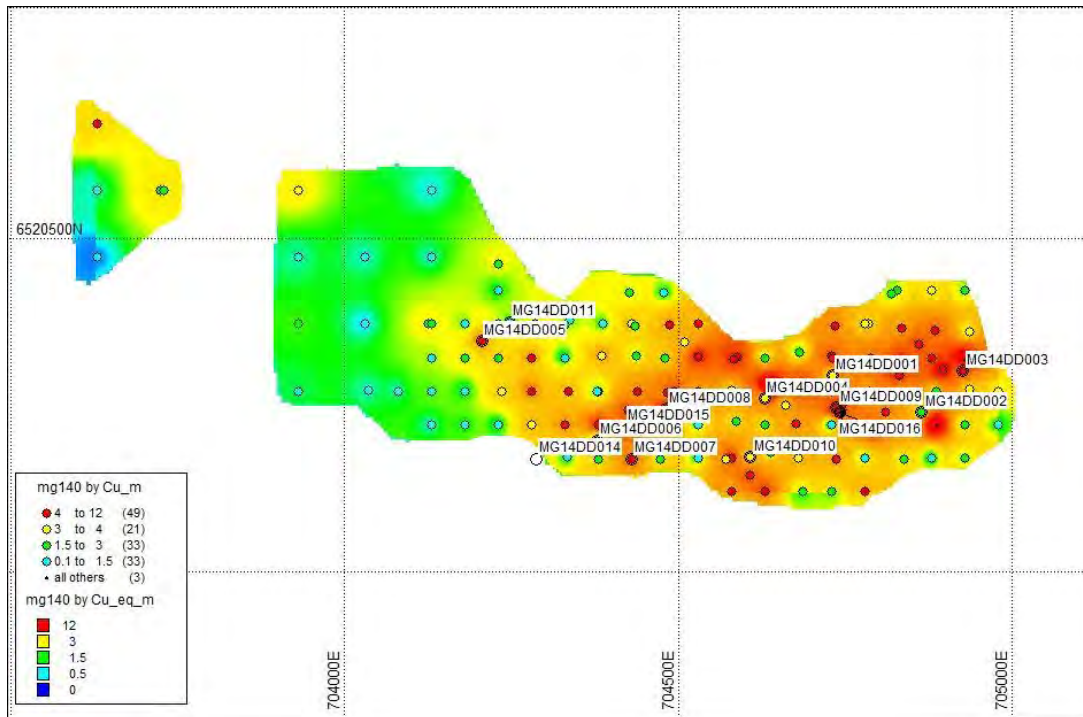 6520500N
MG14DD011
MG14DD005
MG14DD003
MG14DD001
MG14DD004
MG14DD008
MG14DD009
MG14DD002
MG14DD015
MG14DD006
MG14DD016
MG14DD014
MG14DD007
MG14DD010
mg140 by Cu_m
4 to 12 (49)
3 to 4 (21)
1.5 to 3 (33)
0.1 to 1.5 (33)
all others (3)
mg140 by Cu_eq_m
12
3
1.5
0.5
0
704000E
704500E
705000E